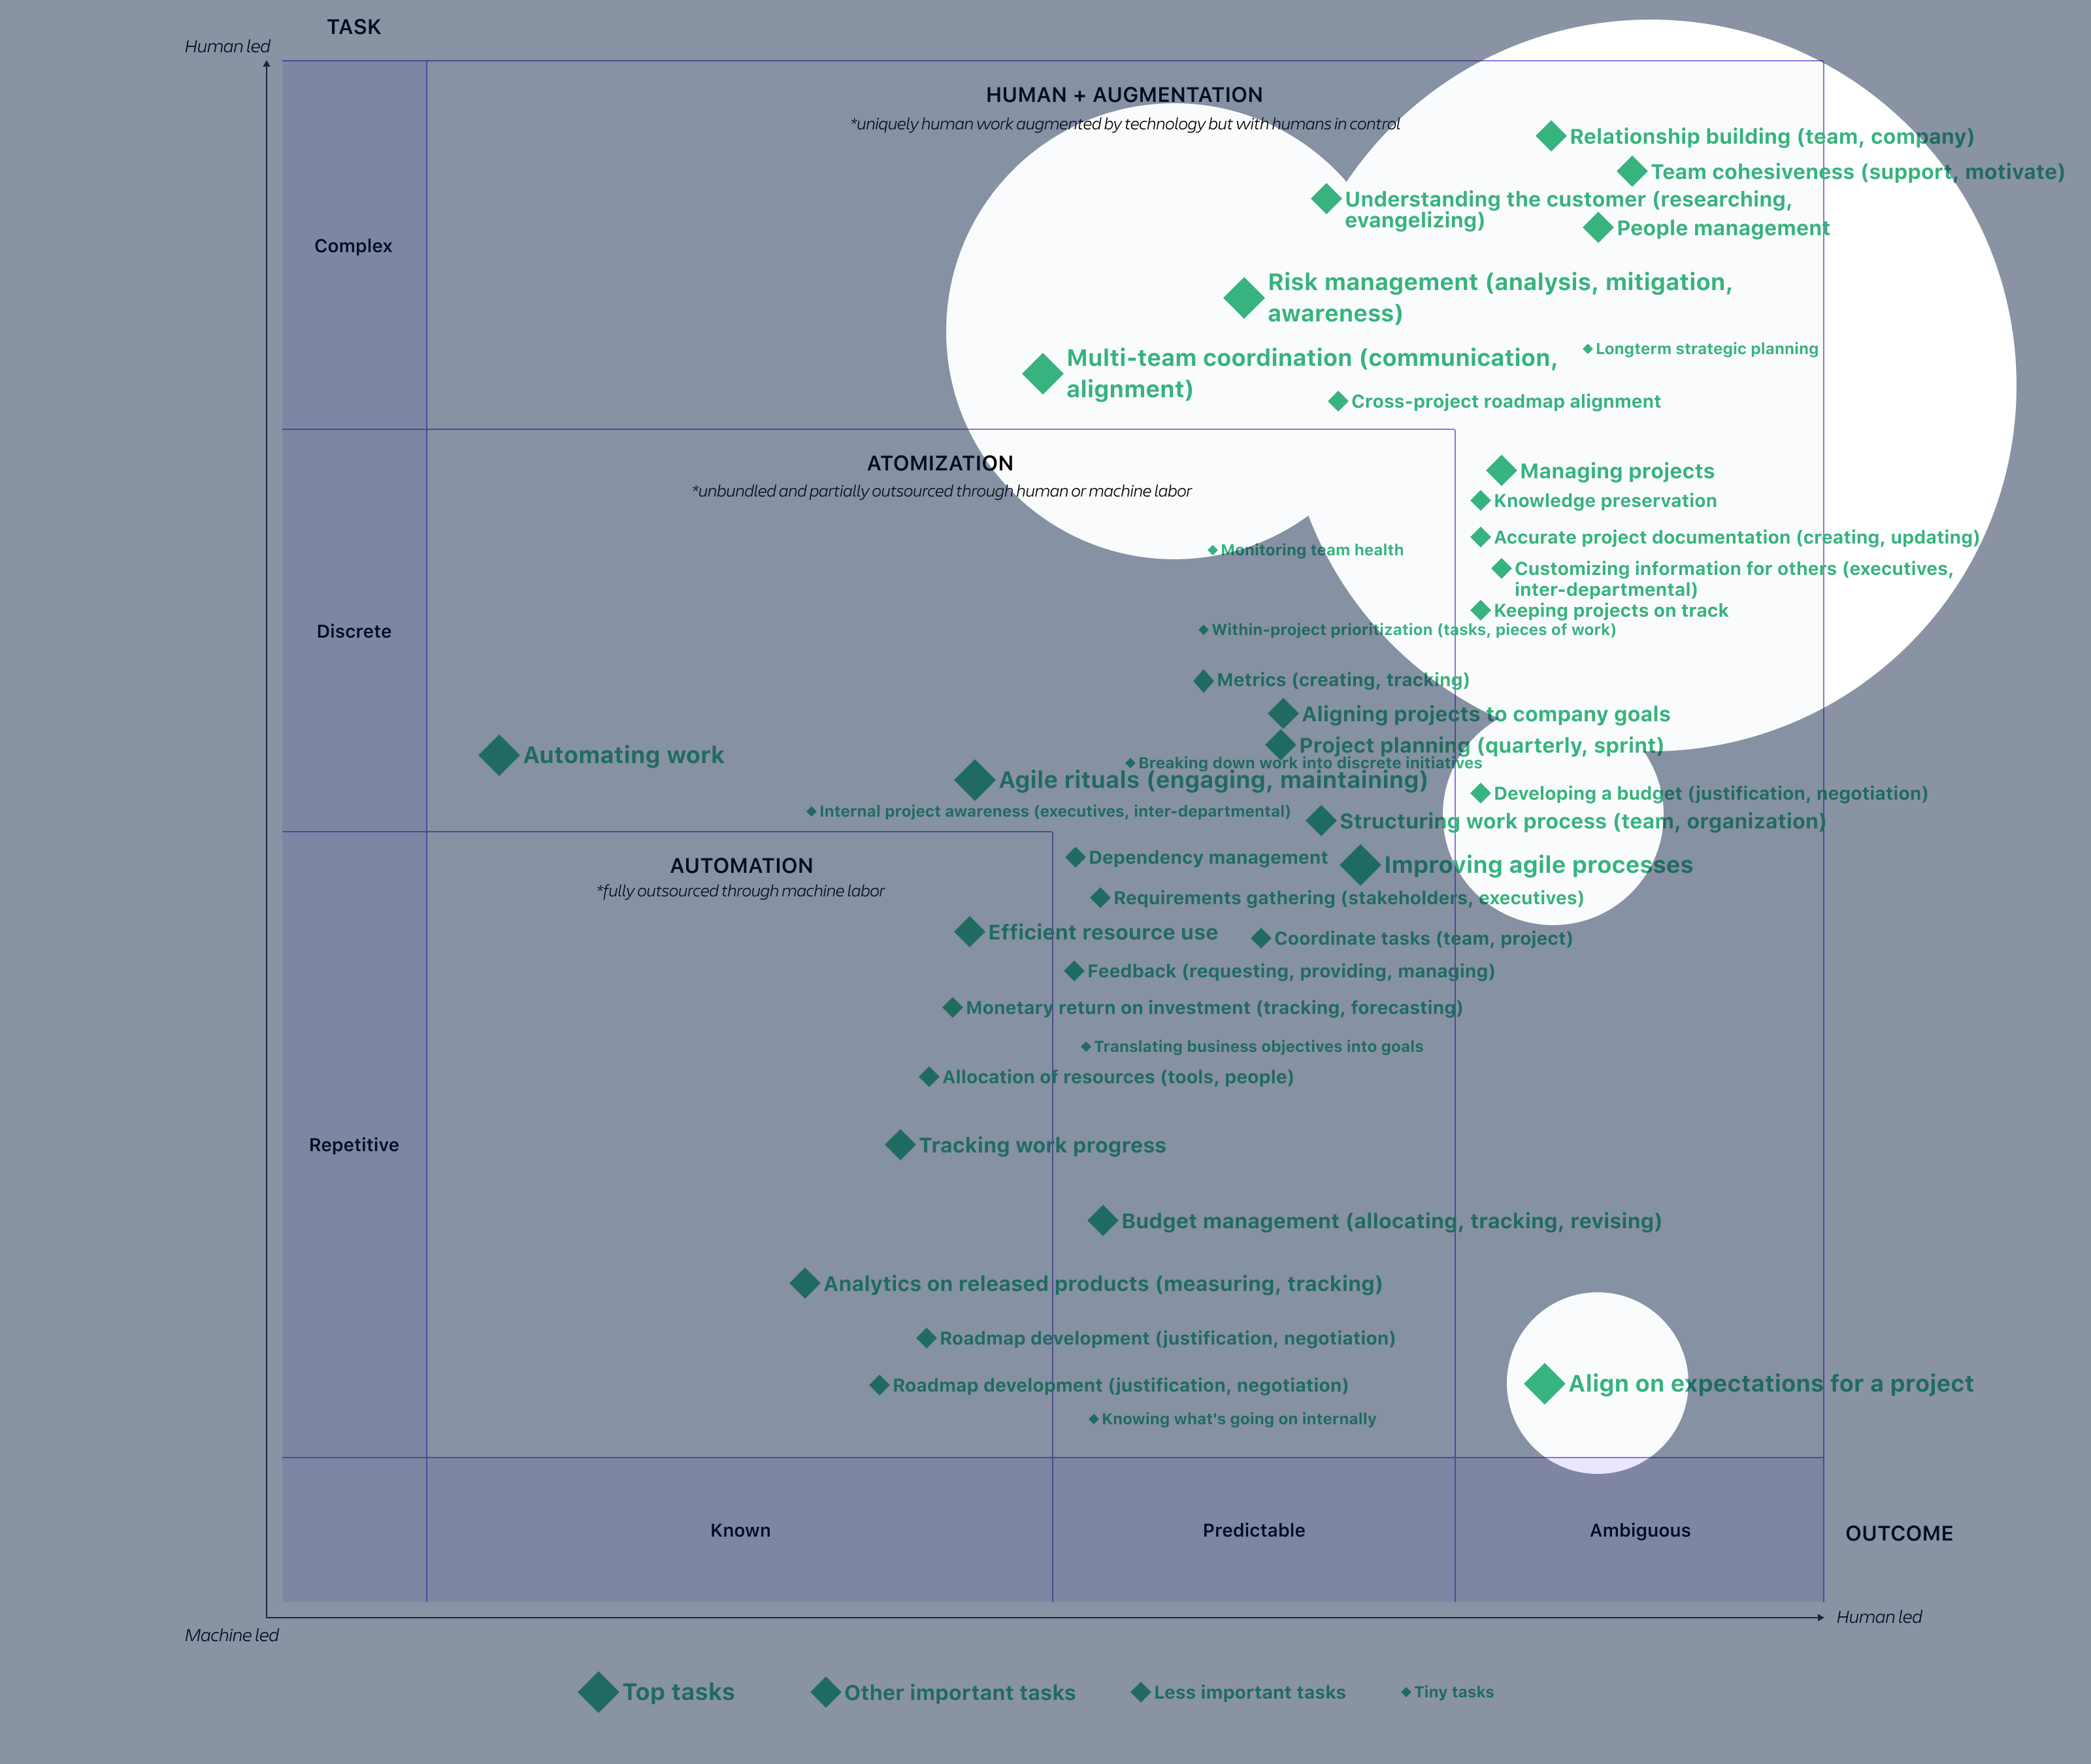 TASK
Human led
HUMAN + AUGMENTATION
*uniquely human work augmented by technology but with humans in control
Relationship building (team, company)
Team cohesiveness (support, motivate)
Understanding the customer (researching,
evangelizing)
People management
Complex
Risk management (analysis, mitigation,
awareness)
Multi-team coordination (communication,
alignment)
Longterm strategic planning
Cross-project roadmap alignment
ATOMIZATION
*unbundled and partially outsourced through human or machine labor
Managing projects
Knowledge preservation
Accurate project documentation (creating, updating)
Monitoring team health
Customizing information for others (executives,
inter-departmental)
Keeping projects on track
Discrete
Within-project prioritization (tasks, pieces of work)
Metrics (creating, tracking)
Aligning projects to company goals
Project planning (quarterly, sprint)
Automating work
Breaking down work into discrete initiatives
Agile rituals (engaging, maintaining)
Developing a budget (justification, negotiation)
Internal project awareness (executives, inter-departmental)
Structuring work process (team, organization)
AUTOMATION
*fully outsourced through machine labor
Dependency management
Improving agile processes
Requirements gathering (stakeholders, executives)
Efficient resource use
Coordinate tasks (team, project)
Feedback (requesting, providing, managing)
Monetary return on investment (tracking, forecasting)
Translating business objectives into goals
Allocation of resources (tools, people)
Repetitive
Tracking work progress
Budget management (allocating, tracking, revising)
Analytics on released products (measuring, tracking)
Roadmap development (justification, negotiation)
Roadmap development (justification, negotiation)
Align on expectations for a project
Knowing what's going on internally
Known
Predictable
Ambiguous
OUTCOME
Human led
Machine led
Top tasks
Other important tasks
Less important tasks
Tiny tasks